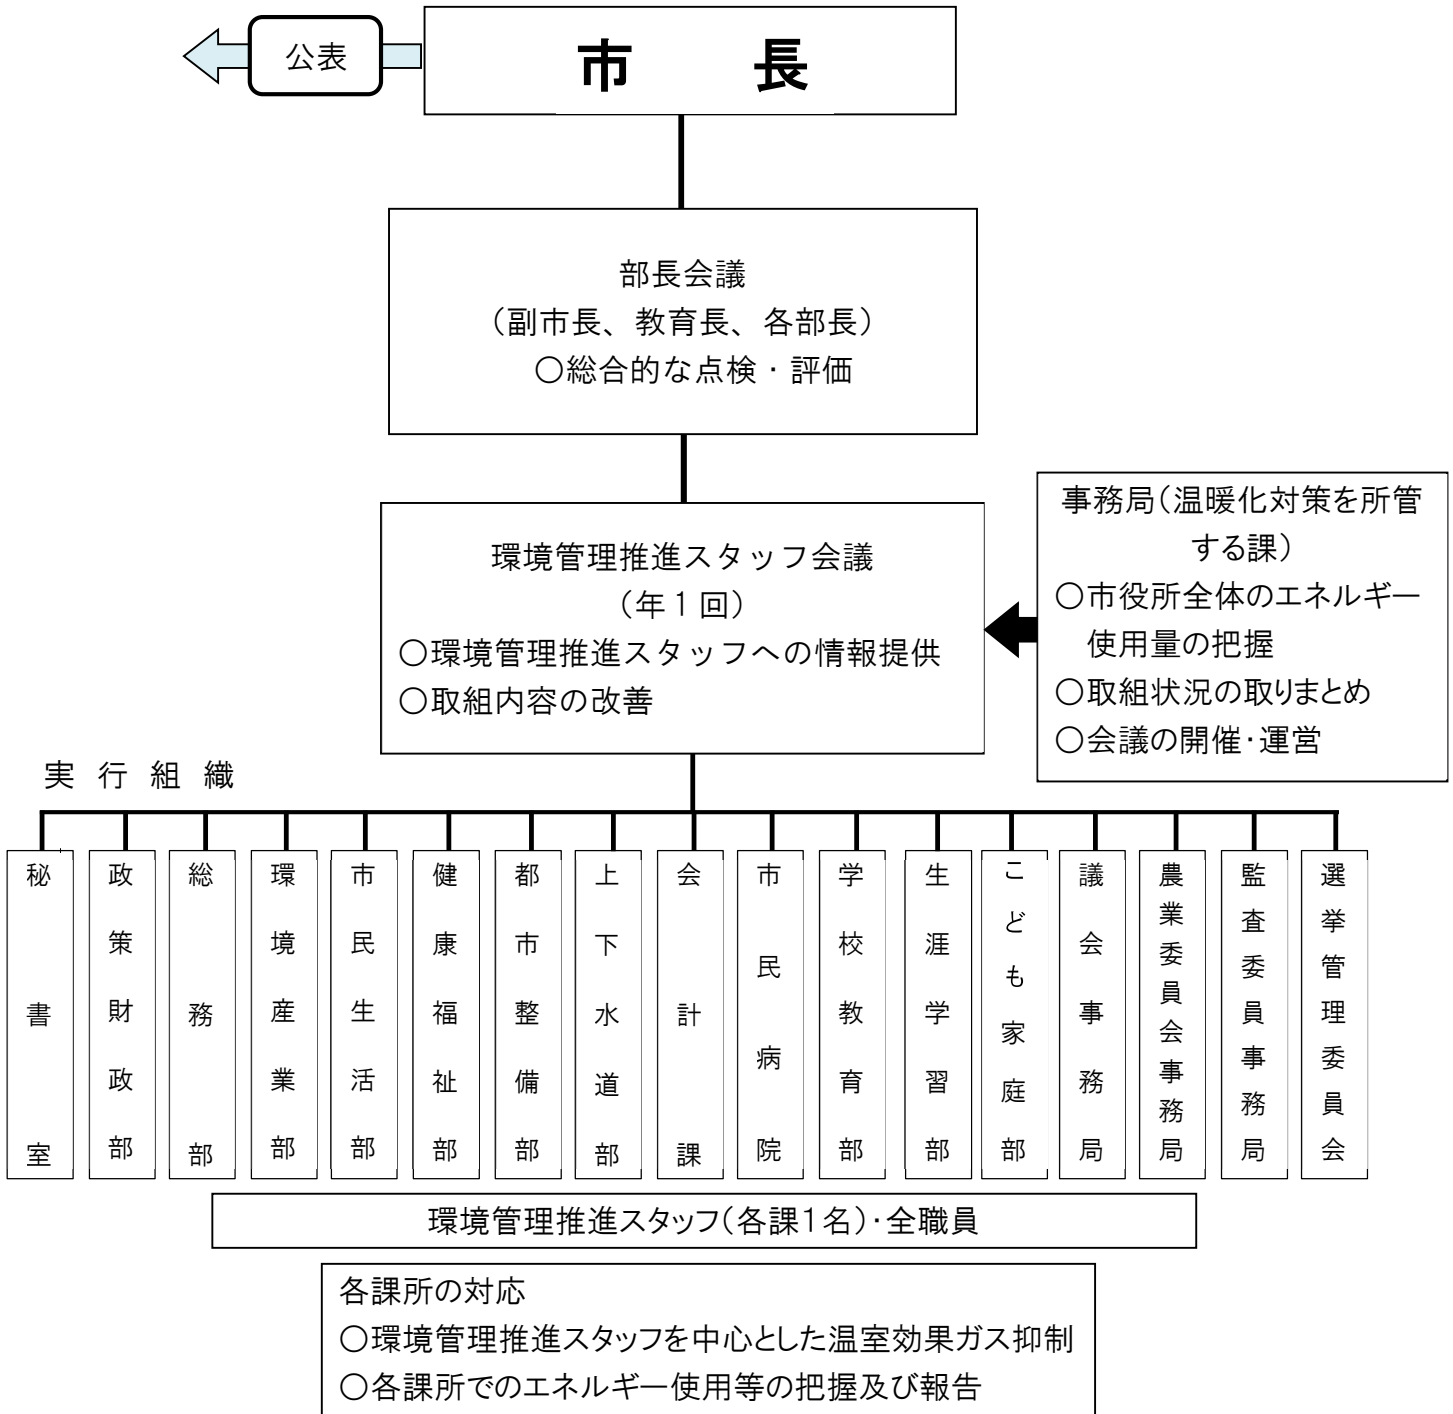 公表
市　　長
部長会議
（副市長、教育長、各部長）
〇総合的な点検・評価
環境管理推進スタッフ会議
（年１回）
〇環境管理推進スタッフへの情報提供
〇取組内容の改善
事務局（温暖化対策を所管
する課）
〇市役所全体のエネルギー
使用量の把握
〇取組状況の取りまとめ
〇会議の開催・運営
実行組織
秘書室
政策財政部
総務部
環境産業部
市民生活部
健康福祉部
都市整備部
上下水道部
会計課
市民病院
学校教育部
生涯学習部
こども家庭部
議会事務局
農業委員会事務局
監査委員事務局
選挙管理委員会
環境管理推進スタッフ（各課１名）・全職員
各課所の対応
〇環境管理推進スタッフを中心とした温室効果ガス抑制
〇各課所でのエネルギー使用等の把握及び報告